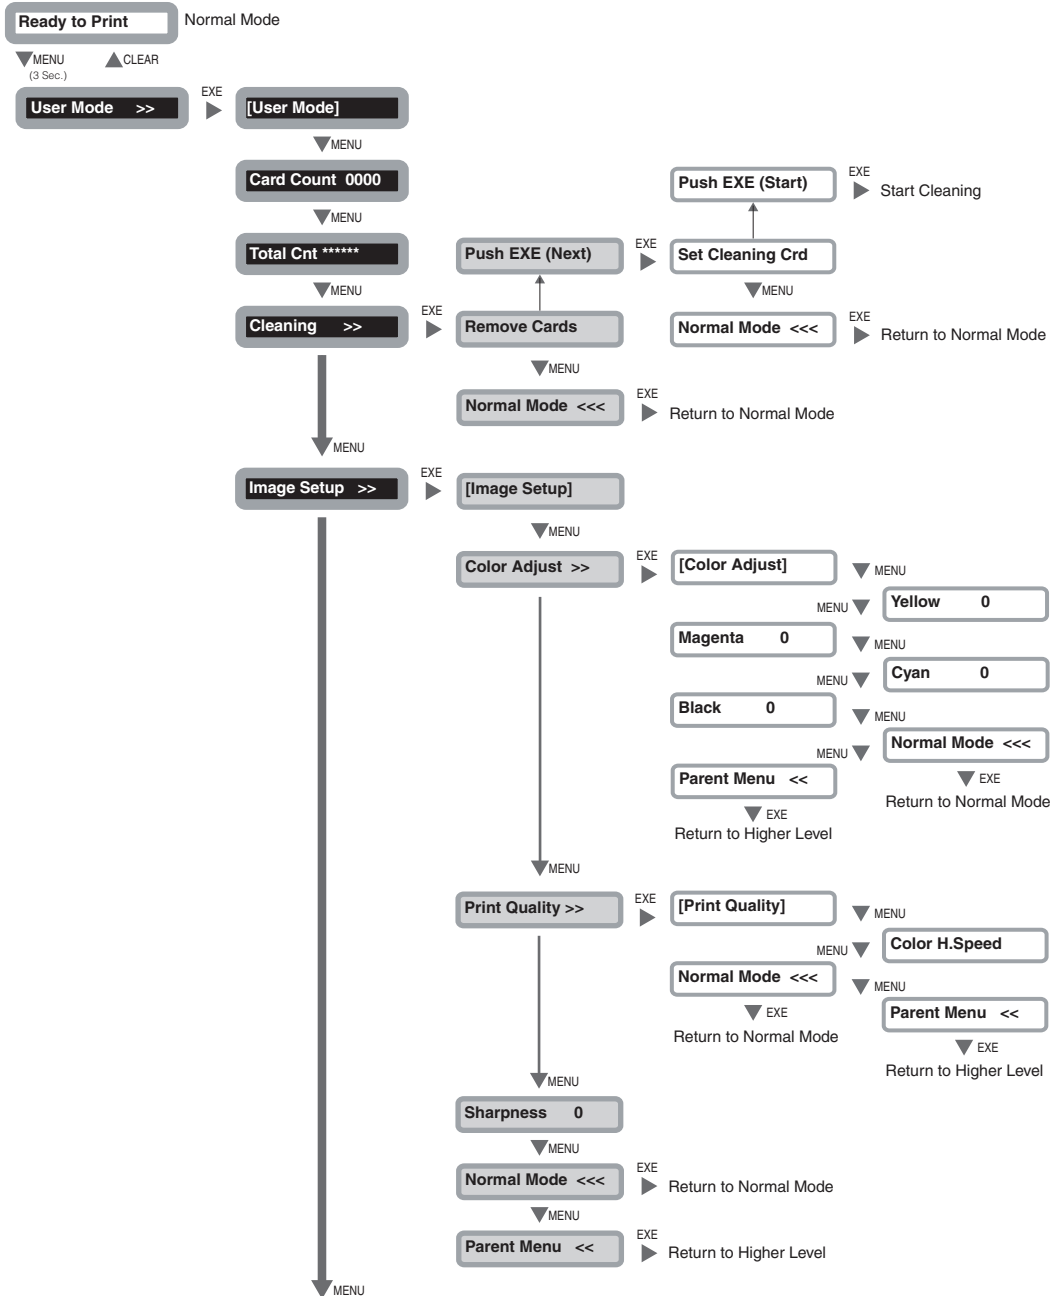 Ready to Print
Normal Mode
MENU
(3 Sec.)
CLEAR
User Mode >>
EXE
[User Mode]
MENU
Card Count 0000
MENU
Total Cnt ******
MENU
Cleaning >>
EXE
Push EXE (Next)
Remove Cards
MENU
Normal Mode <<<
EXE
Return to Normal Mode
EXE
Push EXE (Start)
EXE
Start Cleaning
Set Cleaning Crd
MENU
Normal Mode <<<
EXE
Return to Normal Mode
MENU
Image Setup >>
EXE
[Image Setup]
MENU
Color Adjust >>
EXE
[Color Adjust]
MENU
Yellow 0
MENU
Magenta 0
MENU
Cyan 0
MENU
Black 0
MENU
Normal Mode <<<
EXE
Return to Normal Mode
MENU
Parent Menu <<
EXE
Return to Higher Level
MENU
Print Quality >>
EXE
[Print Quality]
MENU
Color H.Speed
MENU
Normal Mode <<<
EXE
Return to Normal Mode
MENU
Parent Menu <<
EXE
Return to Higher Level
MENU
Sharpness 0
MENU
Normal Mode <<<
EXE
Return to Normal Mode
MENU
Parent Menu <<
EXE
Return to Higher Level
MENU